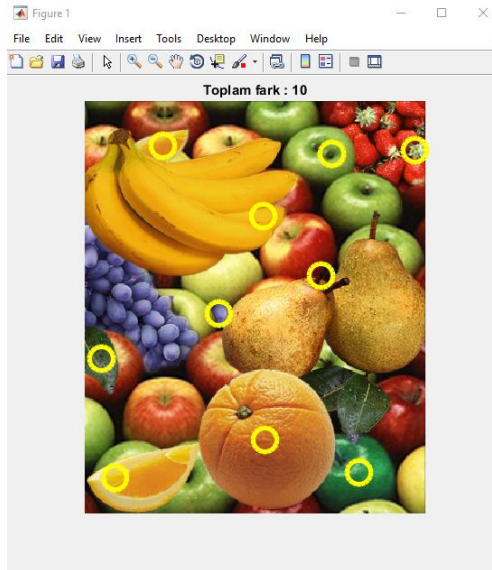 Figure 1
File Edit View Insert Tools Desktop Window Help
Toplam fark : 10